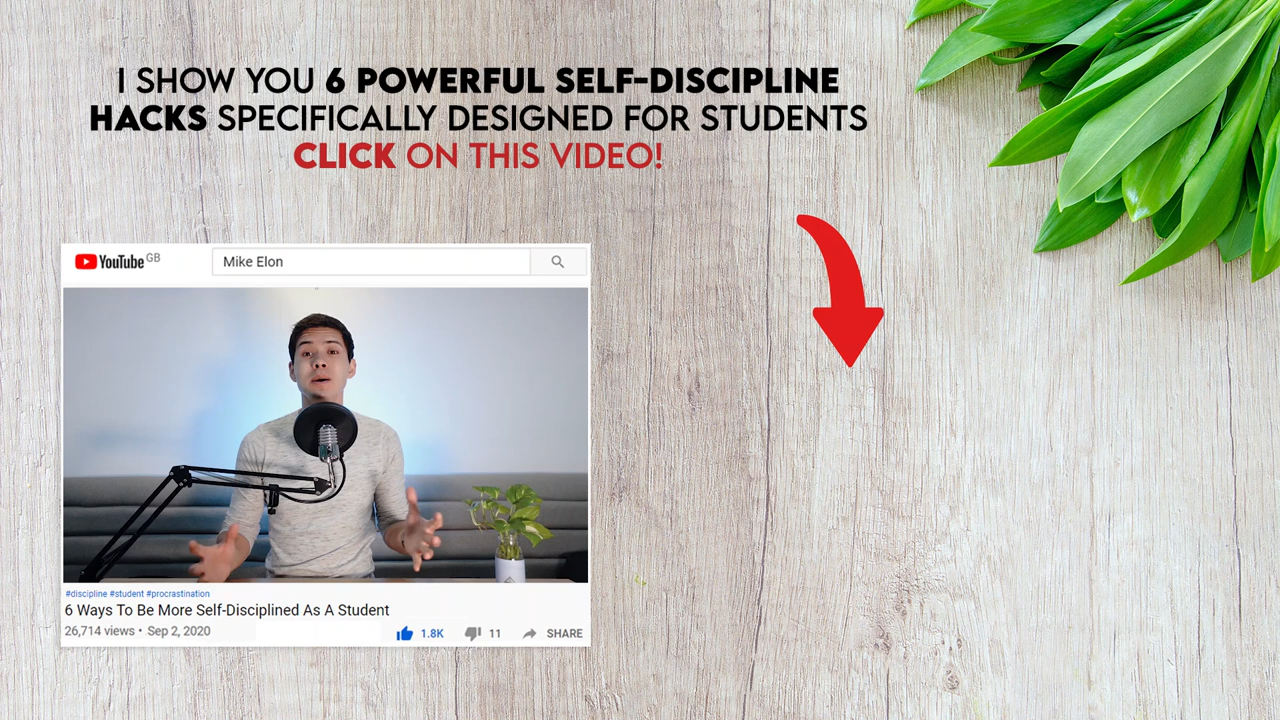 I SHOW YOU 6 POWERFUL SELF-DISCIPLINE
HACKS SPECIFICALLY DESIGNED FOR STUDENTS
CLICK ON THIS VIDEO!
YouTube GB
Mike Elon
#discipline #student #procrastination
6 Ways To Be More Self-Disciplined As A Student
26,714 views • Sep 2, 2020
1.8K 11 SHARE